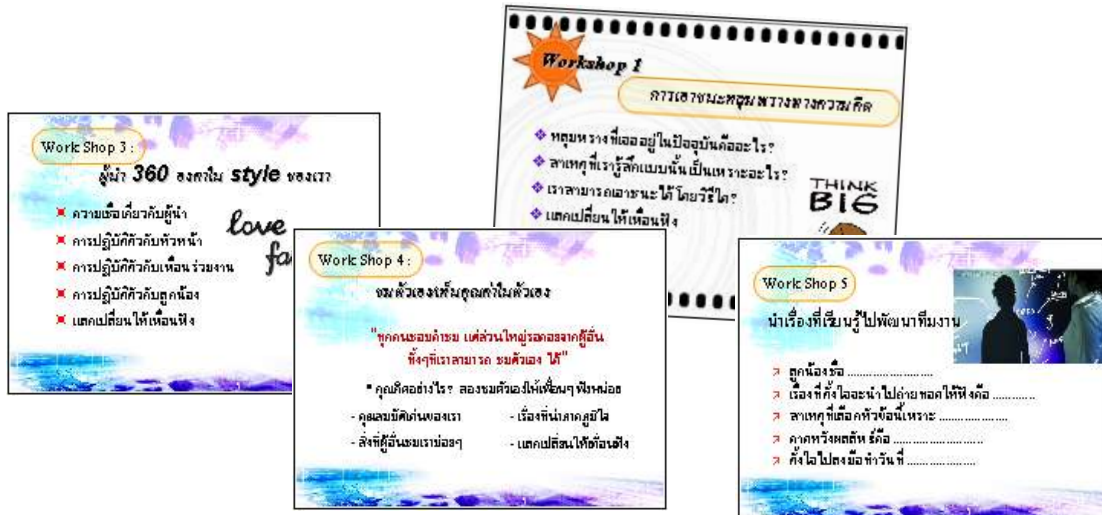 Workshop 1
การเอาชนะหลุมพรางทางความคิด
หลุมพรางที่เจออยู่ในปัจจุบันคืออะไร?
สาเหตุที่เรารู้สึกแบบนั้นเป็นเพราะอะไร?
เราสามารถเอาชนะได้โดยวิธีใด?
แลกเปลี่ยนให้เพื่อนฟัง
THINK
BIG
Work Shop 3 :
ผู้นำ 360 องศาใน style ของเรา
ความเชื่อเกี่ยวกับผู้นำ
การปฏิบัติตัวกับหัวหน้า
การปฏิบัติตัวกับเพื่อนร่วมงาน
การปฏิบัติตัวกับลูกน้อง
แลกเปลี่ยนให้เพื่อนฟัง
love
Work Shop 4 :
ชมตัวเองเห็นคุณค่าในตัวเอง
"ทุกคนชอบคำชม แต่ส่วนใหญ่รอคอยจากผู้อื่น
ทั้งๆที่เราสามารถ ชมตัวเอง ได้"
* คุณคิดอย่างไร? ลองชมตัวเองให้เพื่อนๆ ฟังหน่อย
- คุณสมบัติเด่นของเรา
- สิ่งที่ผู้อื่นชมเราบ่อยๆ
- เรื่องที่น่าภาคภูมิใจ
- แลกเปลี่ยนให้เพื่อนฟัง
Work Shop 5
นำเรื่องที่เรียนรู้ไปพัฒนาทีมงาน
ลูกน้องชื่อ ........................
เรื่องที่ตั้งใจจะนำไปถ่ายทอดให้ฟังคือ ............
สาเหตุที่เลือกหัวข้อนี้เพราะ ...................
คาดหวังผลลัพธ์คือ .........................
ตั้งใจไปลงมือทำวันที่ ....................